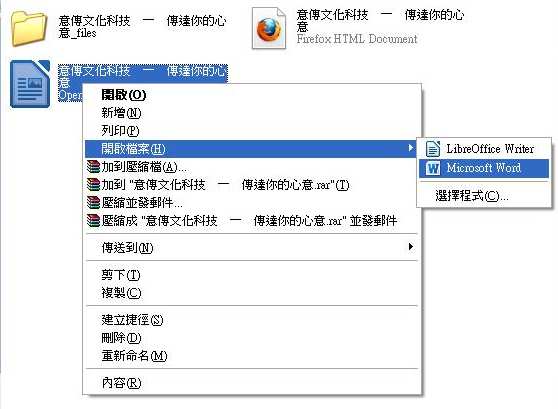 意傳文化科技　一　傳達你的心
意_files
意傳文化科技　一　傳達你的心
意
Firefox HTML Document
意傳文化科技　一　傳達你的心
意
Open
開啟(O)
新增(N)
列印(P)
開啟檔案(H)
LibreOffice Writer
Microsoft Word
選擇程式(C)...
加到壓縮檔(A)...
加到 "意傳文化科技　一　傳達你的心意.rar"(T)
壓縮並發郵件...
壓縮成 "意傳文化科技　一　傳達你的心意.rar" 並發郵件
傳送到(N)
剪下(T)
複製(C)
建立捷徑(S)
刪除(D)
重新命名(M)
內容(R)